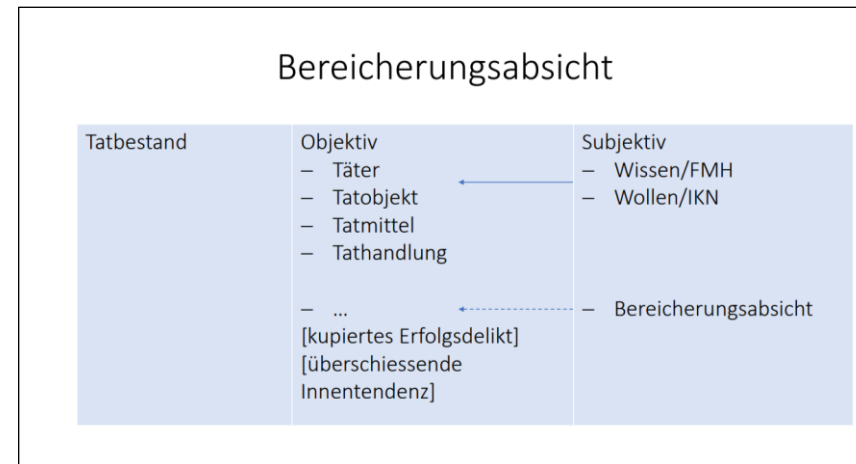 Bereicherungsabsicht
Tatbestand
Objektiv
– Täter
– Tatobjekt
– Tatmittel
– Tathandlung
– ...
[kupiertes Erfolgsdelikt]
[überschiessende
Innentendenz]
Subjektiv
– Wissen/FMH
– Wollen/IKN
– Bereicherungsabsicht